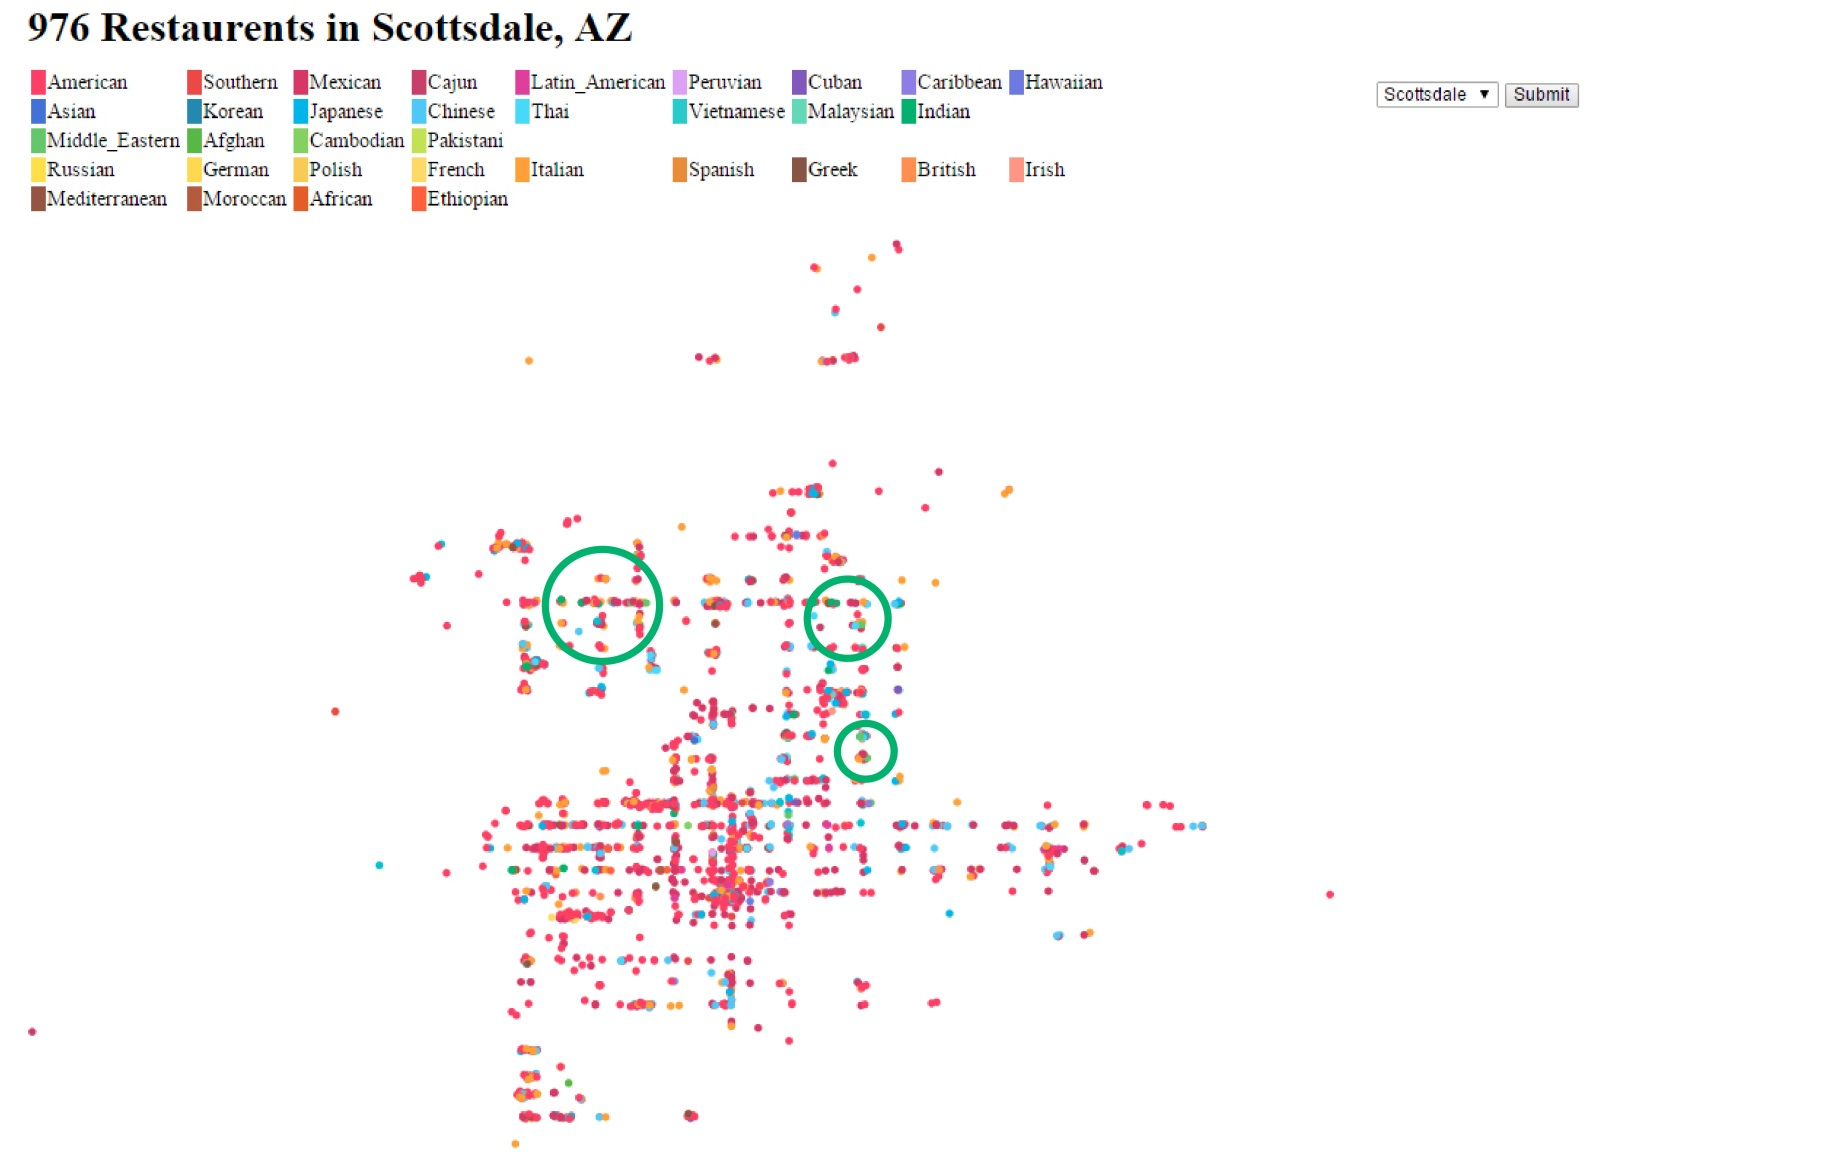 976 Restaurents in Scottsdale, AZ
American Southern Mexican Cajun Latin_American Peruvian Cuban Caribbean Hawaiian
Asian Korean Japanese Chinese Thai Vietnamese Malaysian Indian
Middle_Eastern Afghan Cambodian Pakistani
Russian German Polish French Italian Spanish Greek British Irish
Mediterranean Moroccan African Ethiopian
Scottsdale ▼ Submit